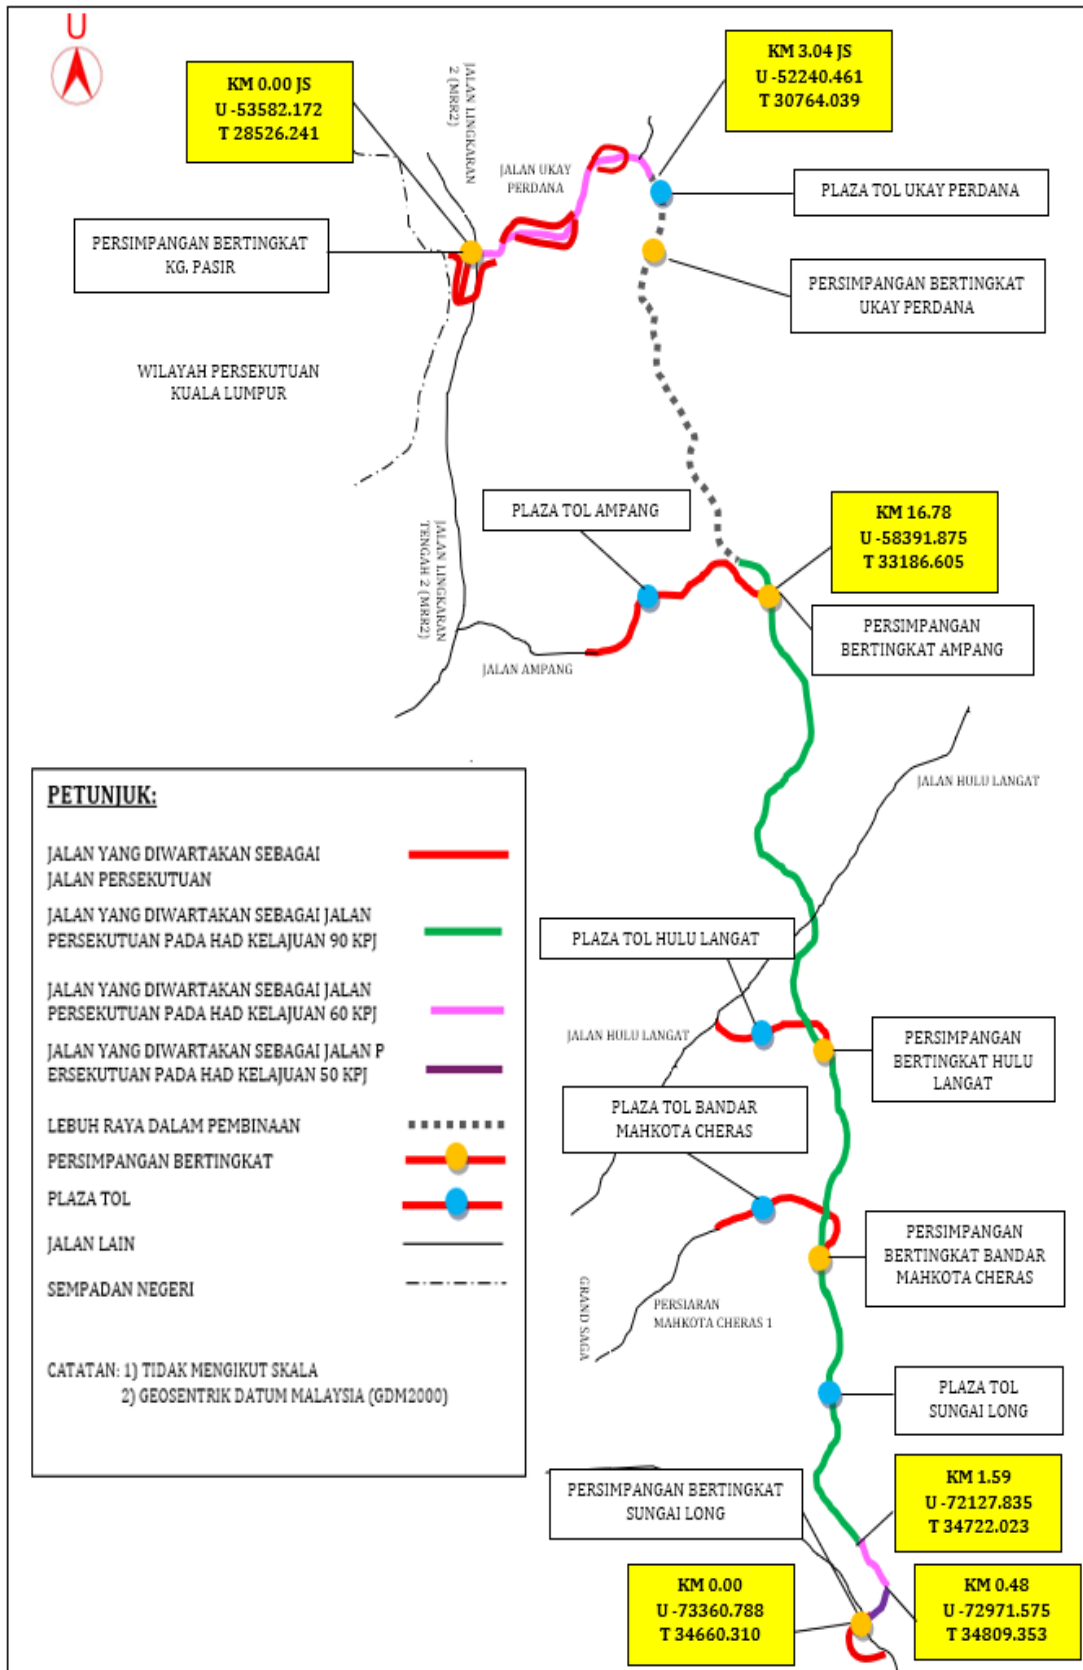 U
KM 0.00 JS
U -53582.172
T 28526.241
JALAN LINGKARAN
2 (MRR2)
KM 3.04 JS
U -52240.461
T 30764.039
JALAN UKAY
PERDANA
PLAZA TOL UKAY PERDANA
PERSIMPANGAN BERTINGKAT
KG. PASIR
PERSIMPANGAN BERTINGKAT
UKAY PERDANA
WILAYAH PERSEKUTUAN
KUALA LUMPUR
PLAZA TOL AMPANG
KM 16.78
U -58391.875
T 33186.605
JALAN LINGKARAN
TENGAH 2 (MRR2)
PERSIMPANGAN
BERTINGKAT AMPANG
JALAN AMPANG
JALAN HULU LANGAT
PETUNJUK:
JALAN YANG DIWARTAKAN SEBAGAI
JALAN PERSEKUTUAN
JALAN YANG DIWARTAKAN SEBAGAI JALAN
PERSEKUTUAN PADA HAD KELAJUAN 90 KPJ
JALAN YANG DIWARTAKAN SEBAGAI JALAN
PERSEKUTUAN PADA HAD KELAJUAN 60 KPJ
JALAN YANG DIWARTAKAN SEBAGAI JALAN P
ERSEKUTUAN PADA HAD KELAJUAN 50 KPJ
LEBUH RAYA DALAM PEMBINAAN
PERSIMPANGAN BERTINGKAT
PLAZA TOL
JALAN LAIN
SEMPADAN NEGERI
CATATAN: 1) TIDAK MENGIKUT SKALA
2) GEOSENTRIK DATUM MALAYSIA (GDM2000)
PLAZA TOL HULU LANGAT
JALAN HULU LANGAT
PERSIMPANGAN
BERTINGKAT HULU
LANGAT
PLAZA TOL BANDAR
MAHKOTA CHERAS
PERSIMPANGAN
BERTINGKAT BANDAR
MAHKOTA CHERAS
GRAND SAGA
PERSIARAN
MAHKOTA CHERAS 1
PLAZA TOL
SUNGAI LONG
PERSIMPANGAN BERTINGKAT
SUNGAI LONG
KM 1.59
U -72127.835
T 34722.023
KM 0.00
U -73360.788
T 34660.310
KM 0.48
U -72971.575
T 34809.353